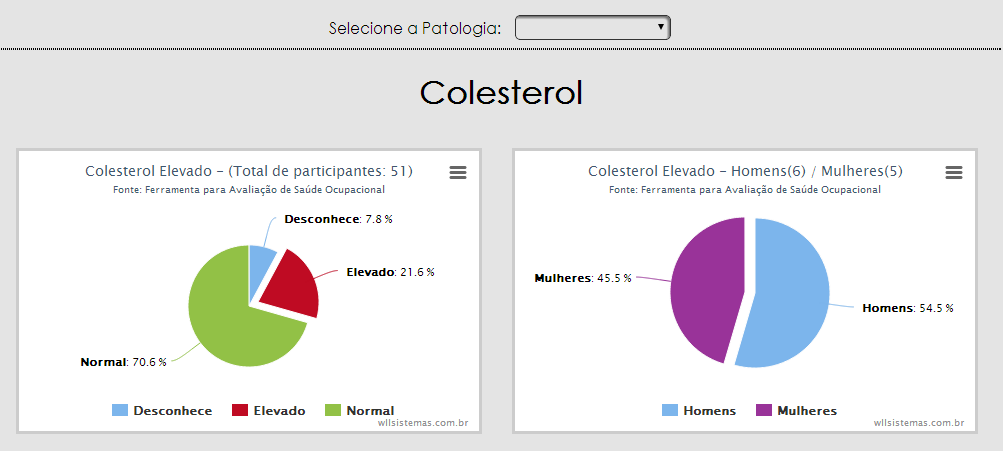 Selecione a Patologia:
Colesterol
Colesterol Elevado - (Total de participantes: 51)
Fonte: Ferramenta para Avaliação de Saúde Ocupacional
Desconhece: 7.8 %
Elevado: 21.6 %
Normal: 70.6 %
Desconhece Elevado Normal
wllsistemas.com.br
Colesterol Elevado - Homens(6) / Mulheres(5)
Fonte: Ferramenta para Avaliação de Saúde Ocupacional
Mulheres: 45.5 %
Homens: 54.5 %
Homens Mulheres
wllsistemas.com.br